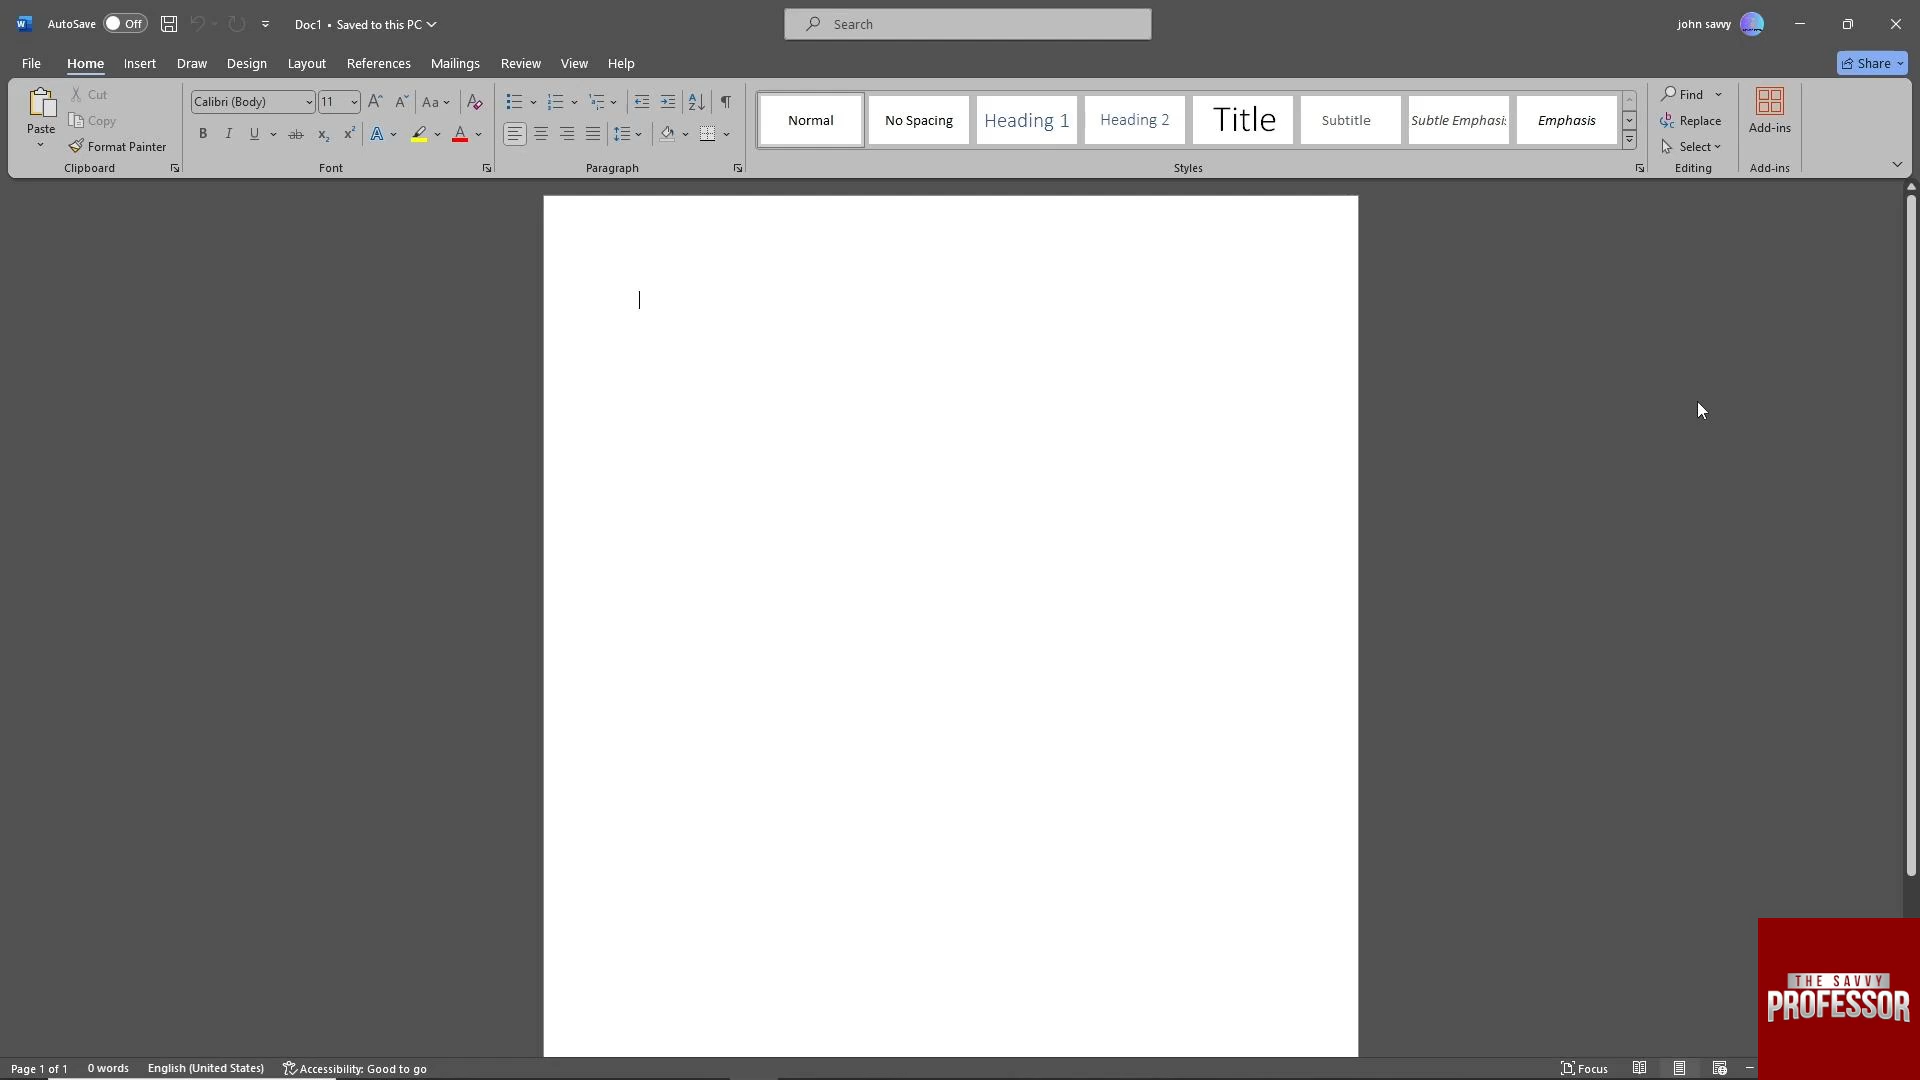 AutoSave Off Doc1 • Saved to this PC Search john savvy
File Home Insert Draw Design Layout References Mailings Review View Help Share
Paste Cut Copy Format Painter Clipboard
Calibri (Body) 11 Aa Font
Paragraph
Normal No Spacing Heading 1 Heading 2 Title Subtitle Subtle Emphasis Emphasis
Styles
Find Replace Select Editing
Add-ins
Add-ins
THE SAVVY
PROFESSOR
Page 1 of 1 0 words English (United States) Accessibility: Good to go Focus